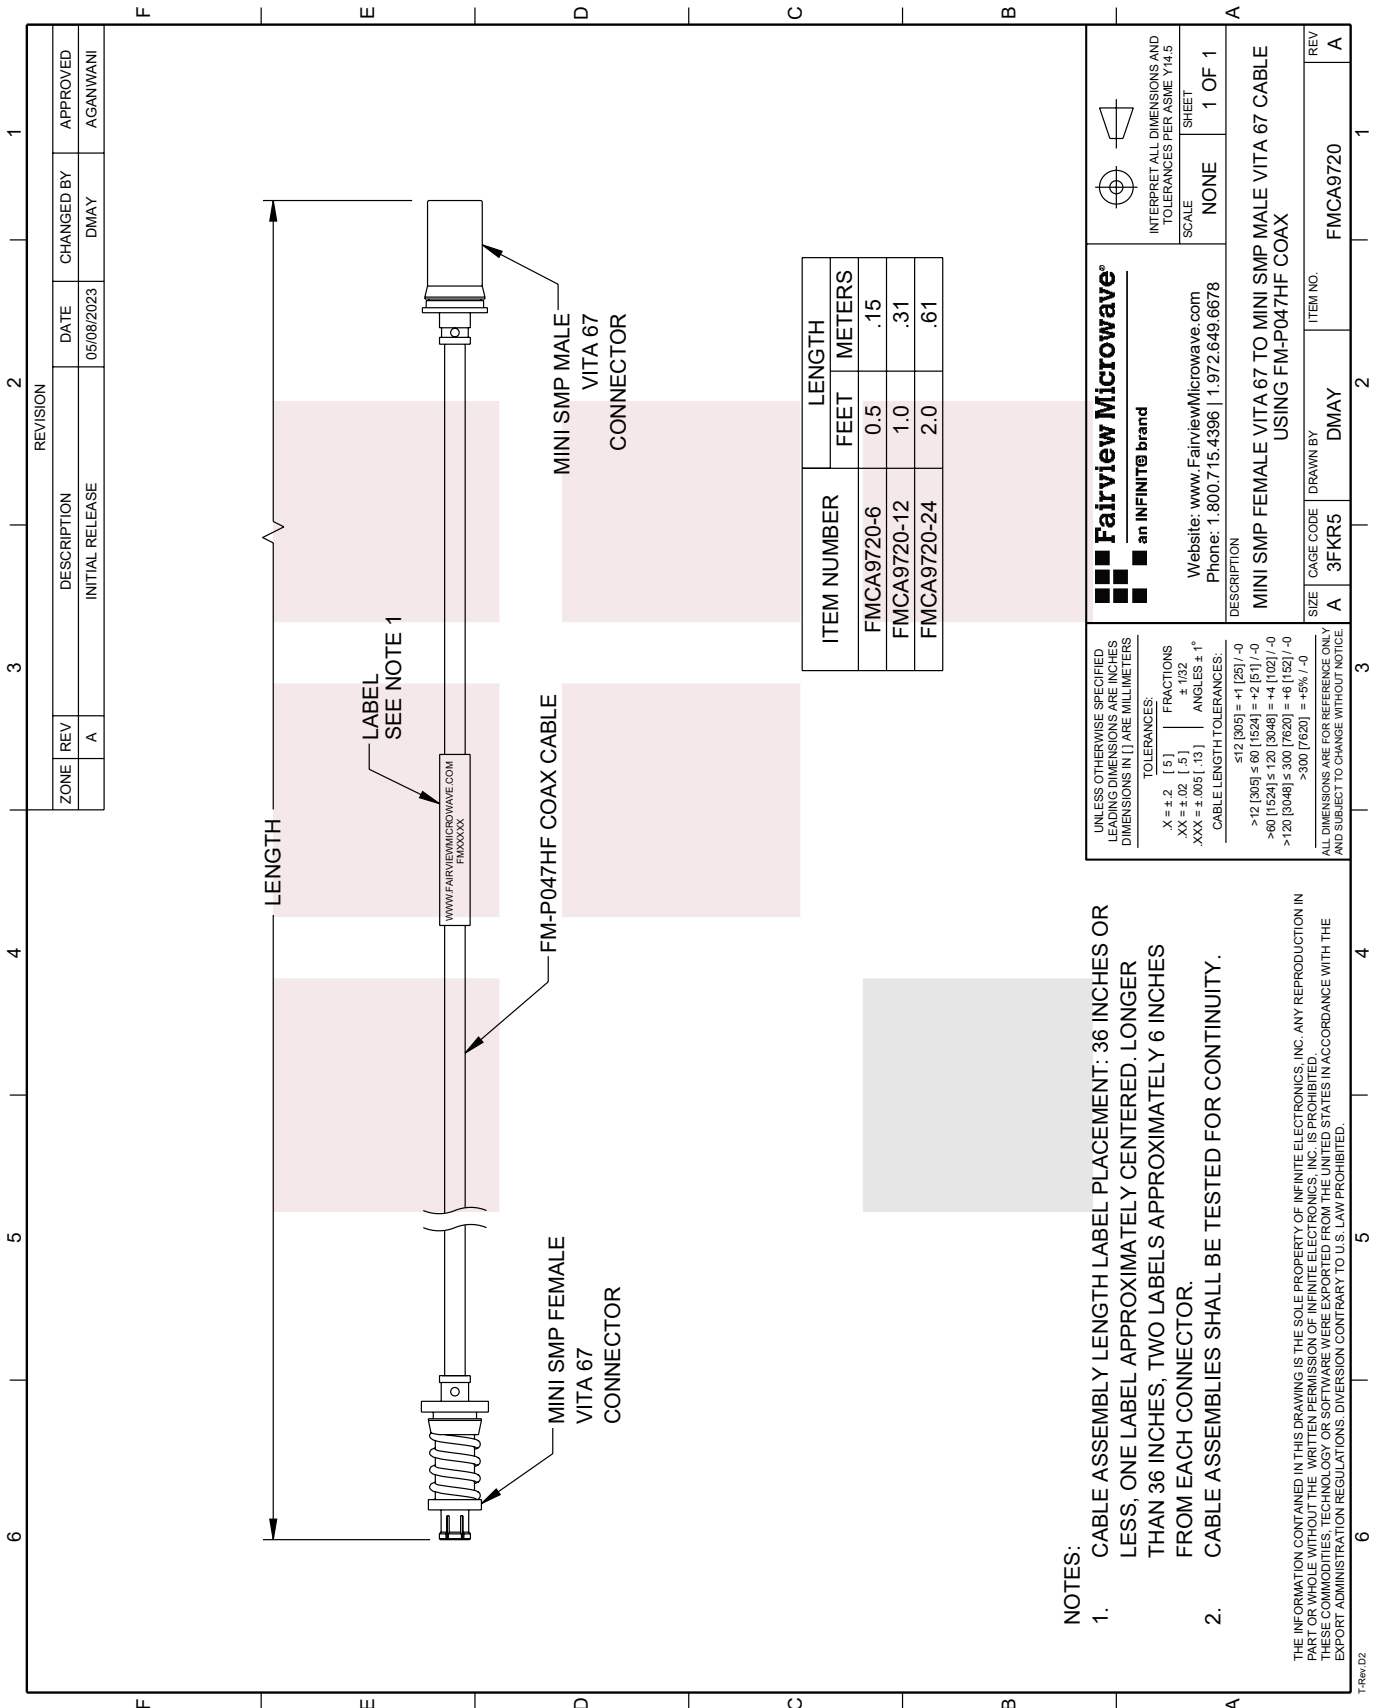 REVISION
ZONE REV DESCRIPTION DATE CHANGED BY APPROVED
A INITIAL RELEASE 05/08/2023 DMAY AGANWANI
6 5 4 3 2 1
F
E
D
C
B
A
LENGTH
LABEL
SEE NOTE 1
WWW.FAIRVIEWMICROWAVE.COM
FMXXXXX
MINI SMP FEMALE
VITA 67
CONNECTOR
FM-P047HF COAX CABLE
MINI SMP MALE
VITA 67
CONNECTOR
ITEM NUMBER LENGTH
FEET METERS
FMCA9720-6 0.5 .15
FMCA9720-12 1.0 .31
FMCA9720-24 2.0 .61
NOTES:
1. CABLE ASSEMBLY LENGTH LABEL PLACEMENT: 36 INCHES OR
LESS, ONE LABEL APPROXIMATELY CENTERED. LONGER
THAN 36 INCHES, TWO LABELS APPROXIMATELY 6 INCHES
FROM EACH CONNECTOR.
2. CABLE ASSEMBLIES SHALL BE TESTED FOR CONTINUITY.
THE INFORMATION CONTAINED IN THIS DRAWING IS THE SOLE PROPERTY OF INFINITE ELECTRONICS, INC. ANY REPRODUCTION IN
PART OR WHOLE WITHOUT THE WRITTEN PERMISSION OF INFINITE ELECTRONICS, INC. IS PROHIBITED.
THESE COMMODITIES, TECHNOLOGY OR SOFTWARE WERE EXPORTED FROM THE UNITED STATES IN ACCORDANCE WITH THE
EXPORT ADMINISTRATION REGULATIONS. DIVERSION CONTRARY TO U.S. LAW PROHIBITED.
UNLESS OTHERWISE SPECIFIED
LEADING DIMENSIONS ARE INCHES
DIMENSIONS IN [ ] ARE MILLIMETERS
TOLERANCES:
.X = ± .2 [ 5 ] FRACTIONS
.XX = ± .02 [ .5 ] ± 1/32
.XXX = ± .005 [ .13 ] ANGLES ± 1°
CABLE LENGTH TOLERANCES:
≤12 [305] = +1 [25] / -0
>12 [305] ≤ 60 [1524] = +2 [51] / -0
>60 [1524] ≤ 120 [3048] = +4 [102] / -0
>120 [3048] ≤ 300 [7620] = +6 [152] / -0
>300 [7620] = +5% / -0
ALL DIMENSIONS ARE FOR REFERENCE ONLY
AND SUBJECT TO CHANGE WITHOUT NOTICE.
Fairview Microwave®
an INFINIT@ brand
Website: www.FairviewMicrowave.com
Phone: 1.800.715.4396 | 1.972.649.6678
INTERPRET ALL DIMENSIONS AND
TOLERANCES PER ASME Y14.5
SCALE NONE
SHEET 1 OF 1
DESCRIPTION
MINI SMP FEMALE VITA 67 TO MINI SMP MALE VITA 67 CABLE
USING FM-P047HF COAX
SIZE A
CAGE CODE 3FKR5
DRAWN BY DMAY
ITEM NO. FMCA9720
REV A
F
E
D
C
B
A
6 5 4 3 2 1
T-Rev.D2